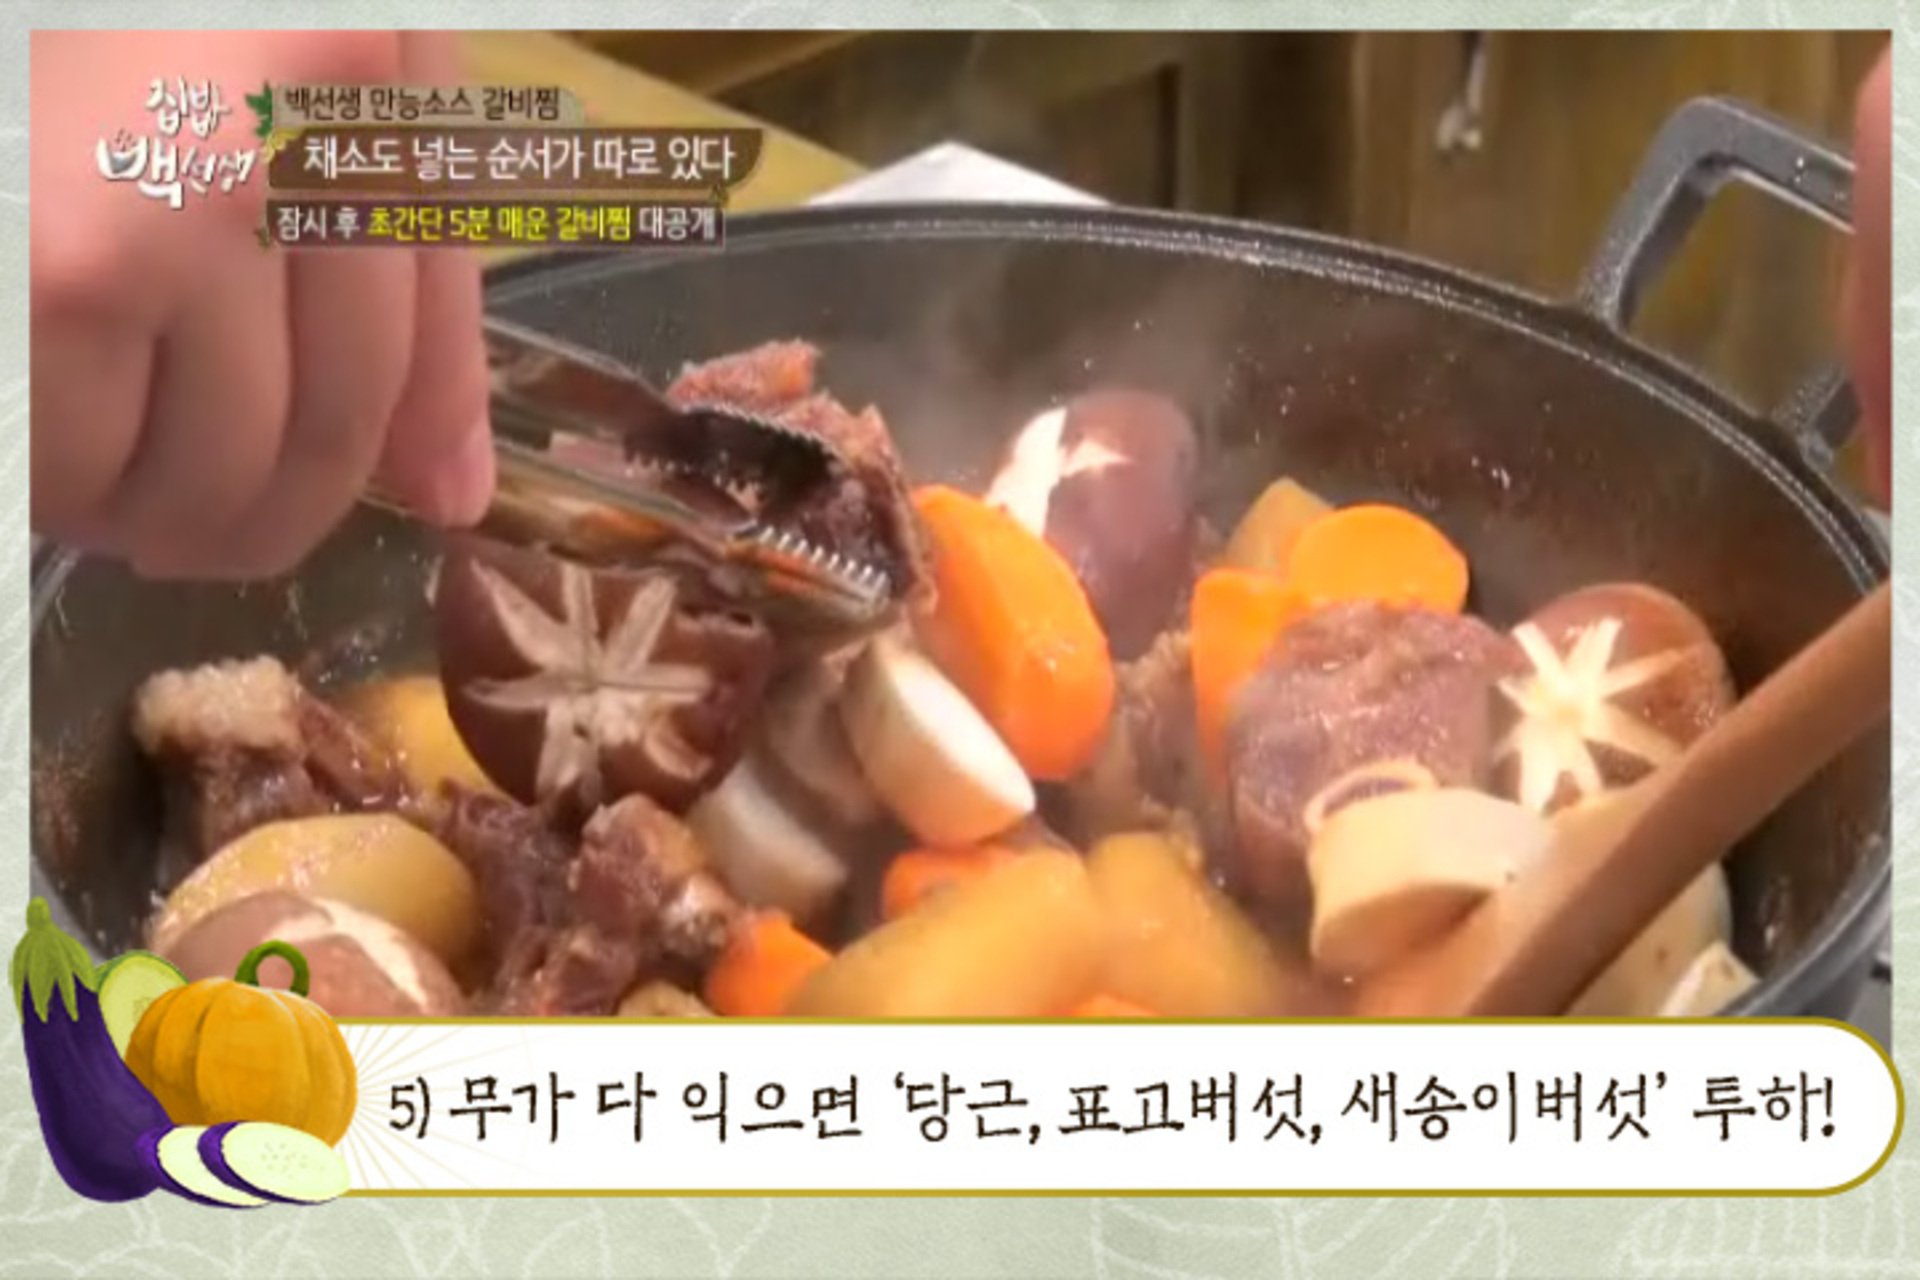 집밥
백선생
백선생 만능소스 갈비찜
채소도 넣는 순서가 따로 있다
잠시 후 초간단 5분 매운 갈비찜 대공개
5) 무가 다 익으면 '당근, 표고버섯, 새송이버섯' 투하!